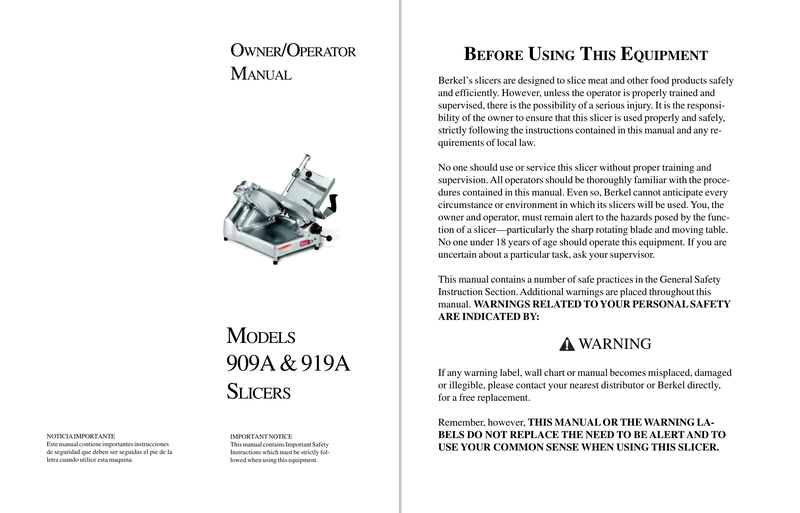 OWNER/OPERATOR
MANUAL
MODELS
909A & 919A
SLICERS
NOTICIA IMPORTANTE
Este manual contiene importantes instrucciones
de seguridad que deben ser seguidas el pie de la
letra cuando utilice esta maquina.
IMPORTANT NOTICE
This manual contains Important Safety
Instructions which must be strictly fol-
lowed when using this equipment.
BEFORE USING THIS EQUIPMENT
Berkel's slicers are designed to slice meat and other food products safely
and efficiently. However, unless the operator is properly trained and
supervised, there is the possibility of a serious injury. It is the responsi-
bility of the owner to ensure that this slicer is used properly and safely,
strictly following the instructions contained in this manual and any re-
quirements of local law.
No one should use or service this slicer without proper training and
supervision. All operators should be thoroughly familiar with the proce-
dures contained in this manual. Even so, Berkel cannot anticipate every
circumstance or environment in which its slicers will be used. You, the
owner and operator, must remain alert to the hazards posed by the func-
tion of a slicer—particularly the sharp rotating blade and moving table.
No one under 18 years of age should operate this equipment. If you are
uncertain about a particular task, ask your supervisor.
This manual contains a number of safe practices in the General Safety
Instruction Section. Additional warnings are placed throughout this
manual. WARNINGS RELATED TO YOUR PERSONAL SAFETY
ARE INDICATED BY:
WARNING
If any warning label, wall chart or manual becomes misplaced, damaged
or illegible, please contact your nearest distributor or Berkel directly,
for a free replacement.
Remember, however, THIS MANUAL OR THE WARNING LA-
BELS DO NOT REPLACE THE NEED TO BE ALERT AND TO
USE YOUR COMMON SENSE WHEN USING THIS SLICER.